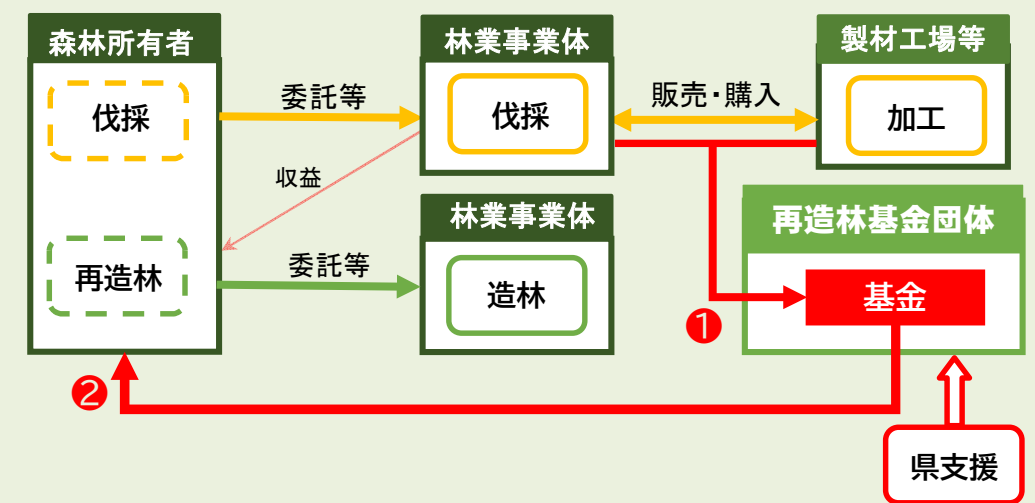 森林所有者
伐採
再造林
委託等
収益
委託等
林業事業体
伐採
林業事業体
造林
販売・購入
製材工場等
加工
再造林基金団体
基金
❶
❷
県支援